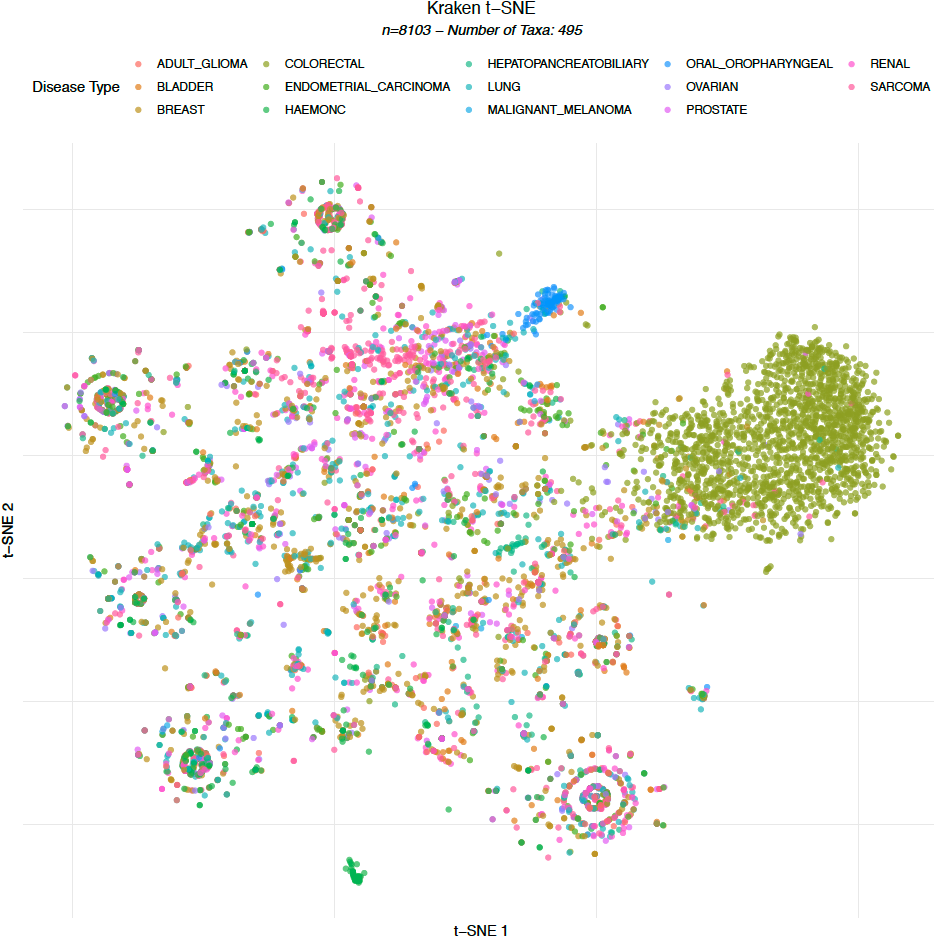 Kraken t−SNE
n=8103 − Number of Taxa: 495
Disease Type
ADULT_GLIOMA
COLORECTAL
HEPATOPANCREATOBILIARY
ORAL_OROPHARYNGEAL
RENAL
BLADDER
ENDOMETRIAL_CARCINOMA
LUNG
OVARIAN
SARCOMA
BREAST
HAEMONC
MALIGNANT_MELANOMA
PROSTATE
t−SNE 2
t−SNE 1